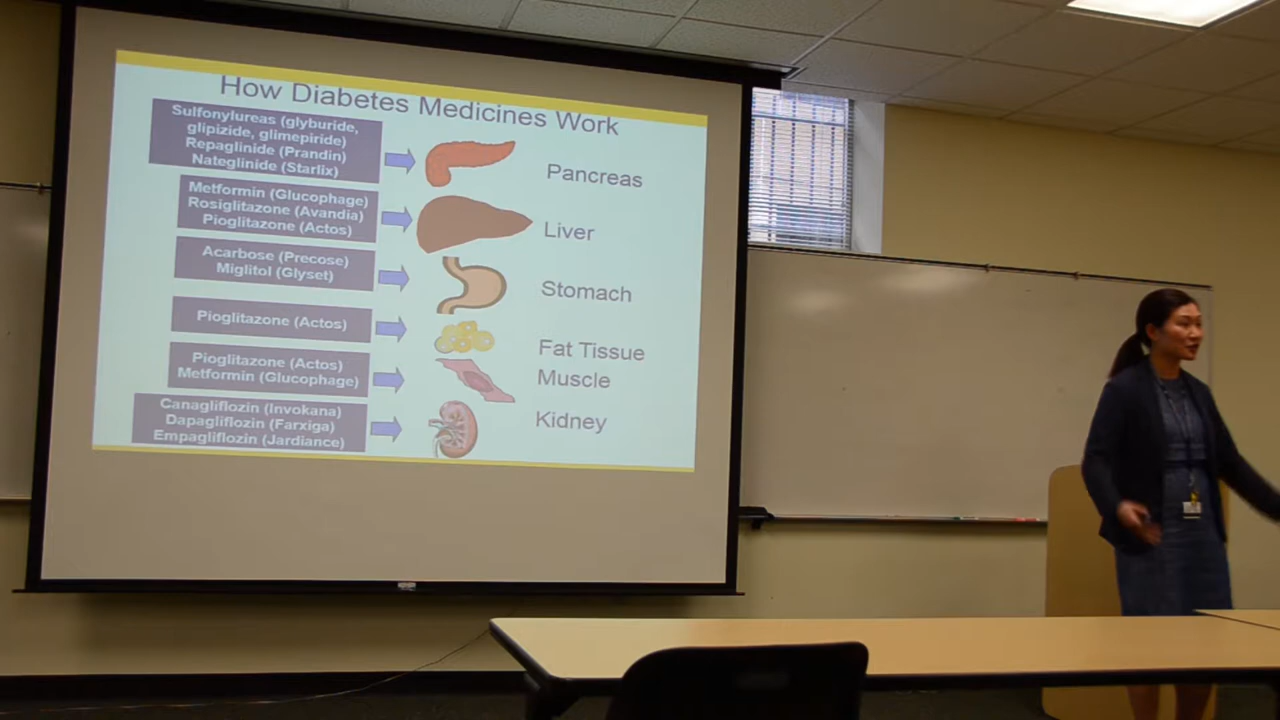 How Diabetes Medicines Work
Sulfonylureas (glyburide,
glipizide, glimepiride)
Repaglinide (Prandin)
Nateglinide (Starlix)
Pancreas
Metformin (Glucophage)
Rosiglitazone (Avandia)
Pioglitazone (Actos)
Liver
Acarbose (Precose)
Miglitol (Glyset)
Stomach
Pioglitazone (Actos)
Fat Tissue
Pioglitazone (Actos)
Metformin (Glucophage)
Muscle
Canagliflozin (Invokana)
Dapagliflozin (Farxiga)
Empagliflozin (Jardiance)
Kidney